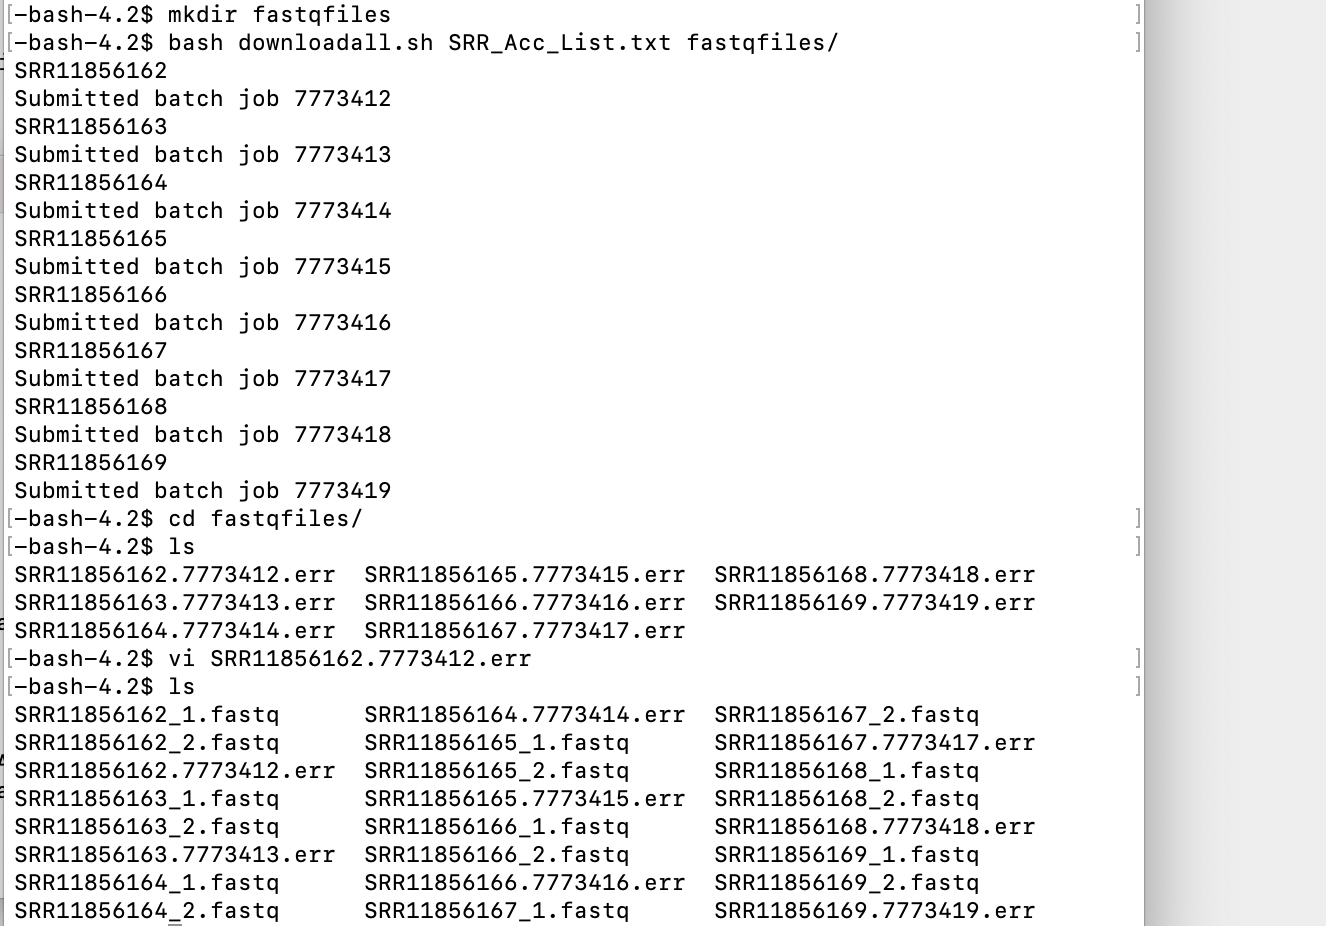 [-bash-4.2$ mkdir fastqfiles ]
[-bash-4.2$ bash downloadall.sh SRR_Acc_List.txt fastqfiles/ ]
SRR11856162
Submitted batch job 7773412
SRR11856163
Submitted batch job 7773413
SRR11856164
Submitted batch job 7773414
SRR11856165
Submitted batch job 7773415
SRR11856166
Submitted batch job 7773416
SRR11856167
Submitted batch job 7773417
SRR11856168
Submitted batch job 7773418
SRR11856169
Submitted batch job 7773419
[-bash-4.2$ cd fastqfiles/ ]
[-bash-4.2$ ls ]
SRR11856162.7773412.err SRR11856165.7773415.err SRR11856168.7773418.err
SRR11856163.7773413.err SRR11856166.7773416.err SRR11856169.7773419.err
SRR11856164.7773414.err SRR11856167.7773417.err
[-bash-4.2$ vi SRR11856162.7773412.err ]
[-bash-4.2$ ls ]
SRR11856162_1.fastq SRR11856164.7773414.err SRR11856167_2.fastq
SRR11856162_2.fastq SRR11856165_1.fastq SRR11856167.7773417.err
SRR11856162.7773412.err SRR11856165_2.fastq SRR11856168_1.fastq
SRR11856163_1.fastq SRR11856165.7773415.err SRR11856168_2.fastq
SRR11856163_2.fastq SRR11856166_1.fastq SRR11856168.7773418.err
SRR11856163.7773413.err SRR11856166_2.fastq SRR11856169_1.fastq
SRR11856164_1.fastq SRR11856166.7773416.err SRR11856169_2.fastq
SRR11856164_2.fastq SRR11856167_1.fastq SRR11856169.7773419.err